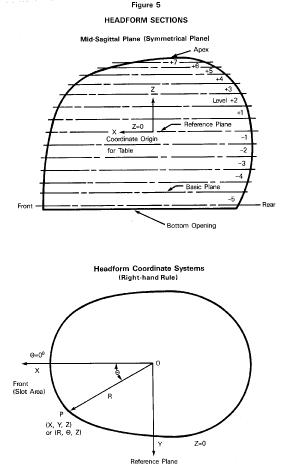 Figure 5
HEADFORM SECTIONS
Mid-Sagittal Plane (Symmetrical Plane)
Apex
+7
+6
+5
+4
+3
Z
Level +2
+1
Reference Plane
Z=0
X
-1
Coordinate Origin
for Table
-2
-3
-4
Basic Plane
-5
Front
Rear
Bottom Opening
Headform Coordinate Systems
(Right-hand Rule)
Θ=0°
O
X
Θ
Front
(Slot Area)
R
P
(X, Y, Z)
or (R, Θ, Z)
Y
Z=0
Reference Plane